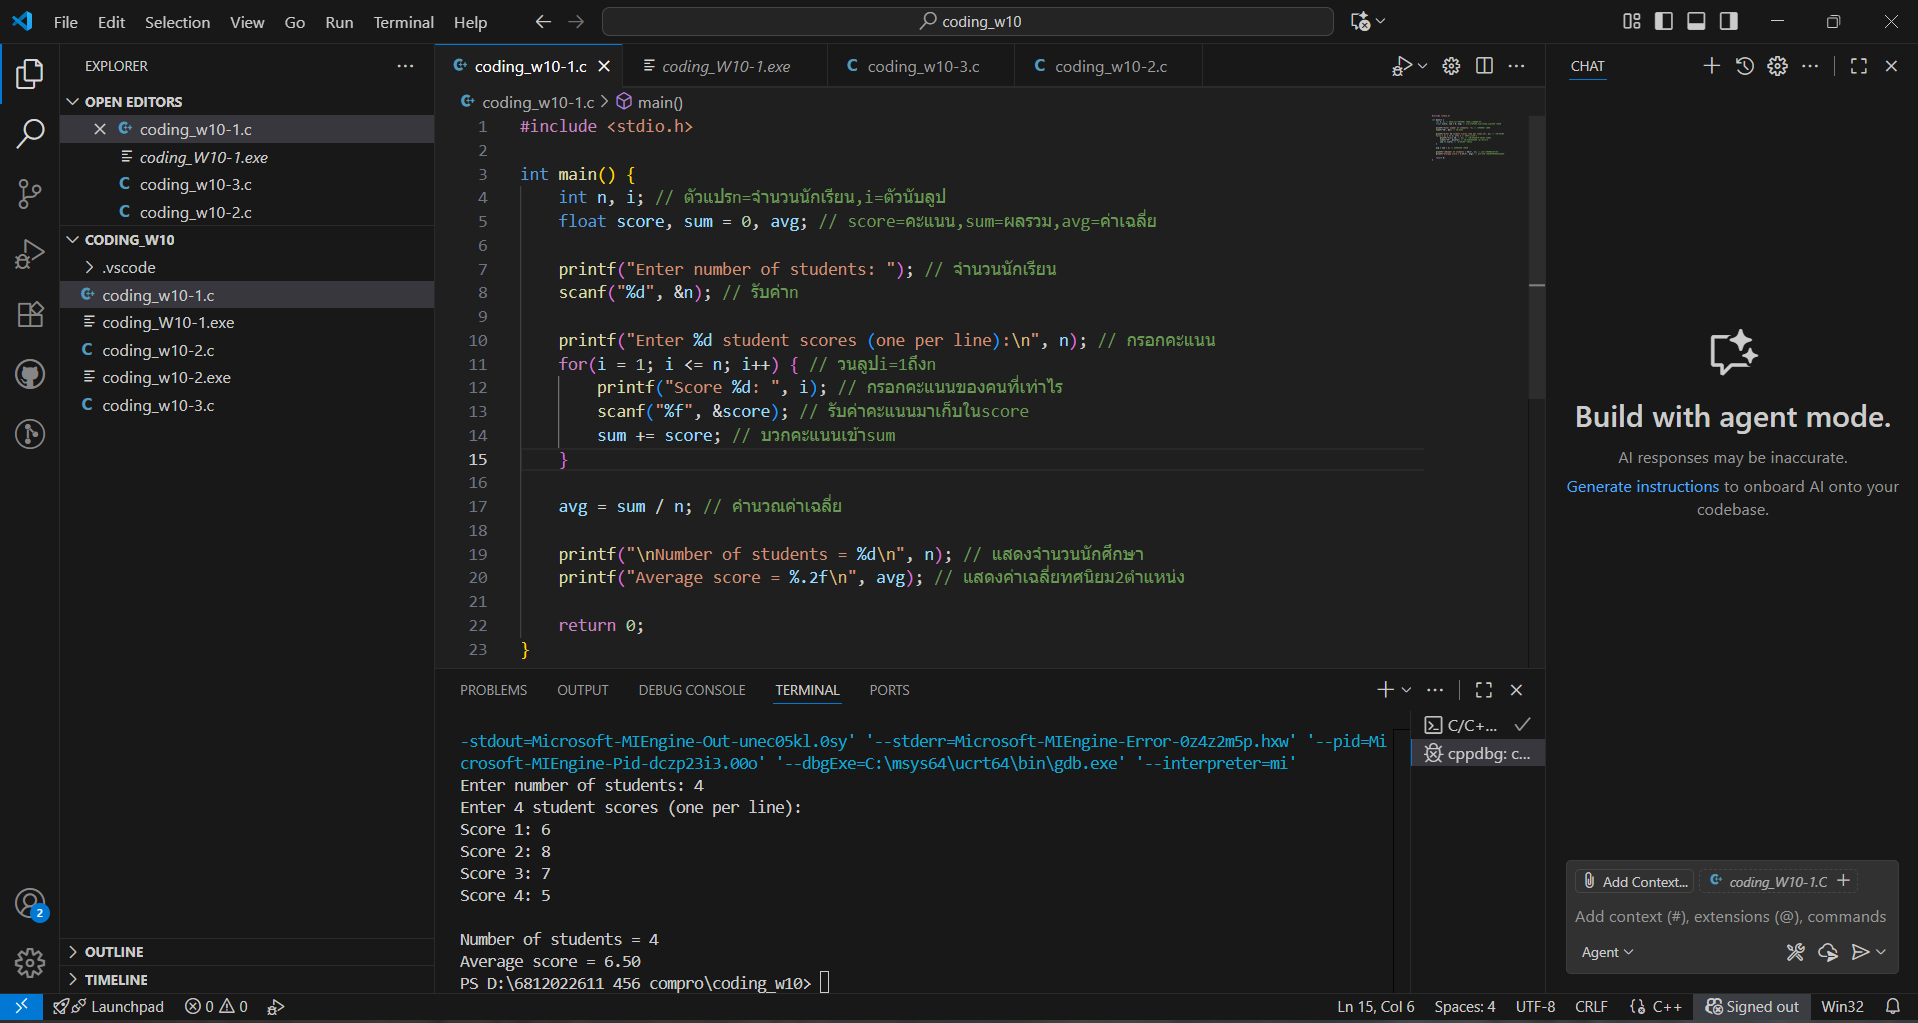 File Edit Selection View Go Run Terminal Help
coding_w10
EXPLORER
OPEN EDITORS
coding_w10-1.c
coding_W10-1.exe
coding_w10-3.c
coding_w10-2.c
CODING_W10
.vscode
coding_w10-1.c
coding_W10-1.exe
coding_w10-2.c
coding_w10-2.exe
coding_w10-3.c
OUTLINE
TIMELINE
2
coding_w10-1.c coding_W10-1.exe coding_w10-3.c coding_w10-2.c
coding_w10-1.c > main()
1 #include <stdio.h>
2
3 int main() {
4 int n, i; // ตัวแปรn=จำนวนนักเรียน,i=ตัวนับลูป
5 float score, sum = 0, avg; // score=คะแนน,sum=ผลรวม,avg=ค่าเฉลี่ย
6
7 printf("Enter number of students: "); // จำนวนนักเรียน
8 scanf("%d", &n); // รับค่าn
9
10 printf("Enter %d student scores (one per line):\n", n); // กรอกคะแนน
11 for(i = 1; i <= n; i++) { // วนลูปi=1ถึงn
12 printf("Score %d: ", i); // กรอกคะแนนของคนที่เท่าไร
13 scanf("%f", &score); // รับค่าคะแนนมาเก็บในscore
14 sum += score; // บวกคะแนนเข้าsum
15 }
16
17 avg = sum / n; // คำนวณค่าเฉลี่ย
18
19 printf("\nNumber of students = %d\n", n); // แสดงจำนวนนักศึกษา
20 printf("Average score = %.2f\n", avg); // แสดงค่าเฉลี่ยทศนิยม2ตำแหน่ง
21
22 return 0;
23 }
PROBLEMS OUTPUT DEBUG CONSOLE TERMINAL PORTS
-stdout=Microsoft-MIEngine-Out-unec05kl.0sy' '--stderr=Microsoft-MIEngine-Error-0z4z2m5p.hxw' '--pid=Mi
crosoft-MIEngine-Pid-dczp23i3.00o' '--dbgExe=C:\msys64\ucrt64\bin\gdb.exe' '--interpreter=mi'
Enter number of students: 4
Enter 4 student scores (one per line):
Score 1: 6
Score 2: 8
Score 3: 7
Score 4: 5
Number of students = 4
Average score = 6.50
PS D:\6812022611 456 compro\coding_w10>
C/C+...
cppdbg: c...
CHAT
Build with agent mode.
AI responses may be inaccurate.
Generate instructions to onboard AI onto your
codebase.
Add Context... coding_W10-1.C +
Add context (#), extensions (@), commands
Agent
Launchpad 0 0 Ln 15, Col 6 Spaces: 4 UTF-8 CRLF C++ Signed out Win32